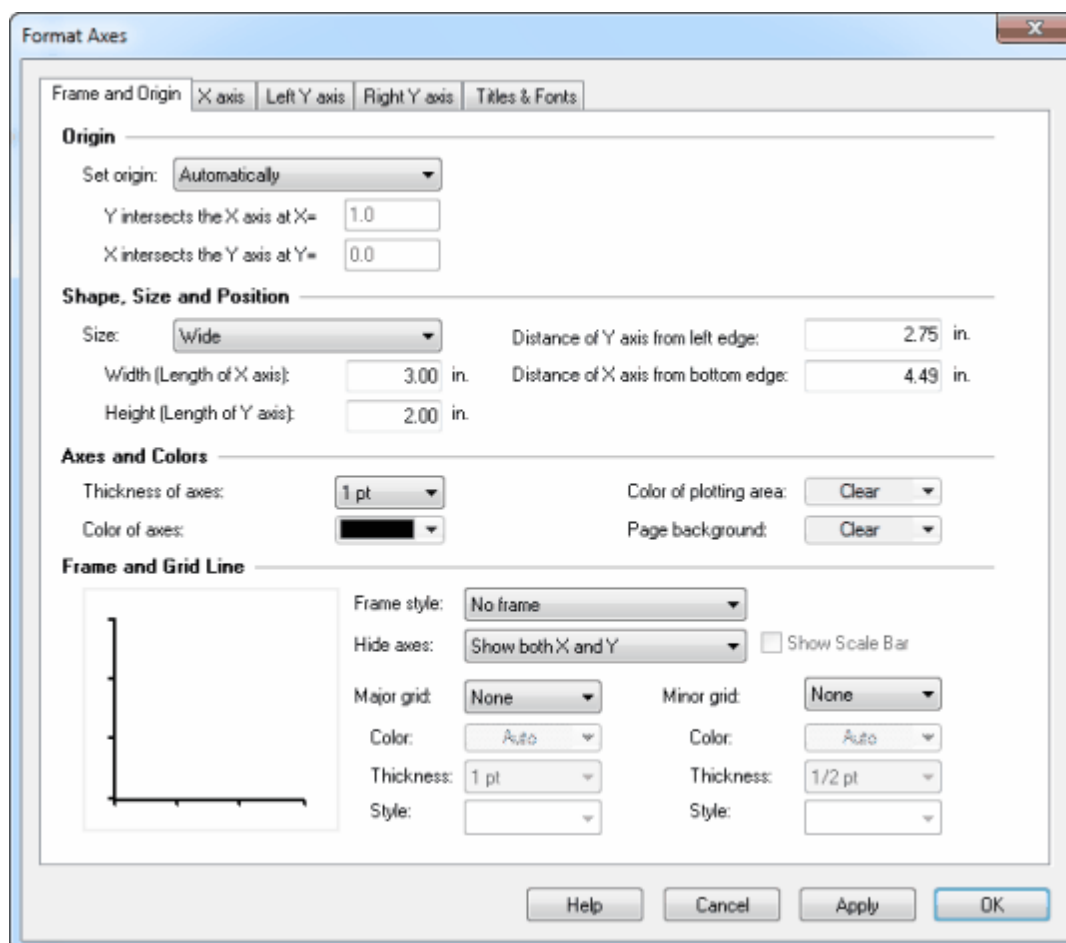 Format Axes
Frame and Origin X axis Left Y axis Right Y axis Titles & Fonts
Origin
Set origin: Automatically
Y intersects the X axis at X= 1.0
X intersects the Y axis at Y= 0.0
Shape, Size and Position
Size: Wide Distance of Y axis from left edge: 2.75 in.
Width (Length of X axis): 3.00 in. Distance of X axis from bottom edge: 4.49 in.
Height (Length of Y axis): 2.00 in.
Axes and Colors
Thickness of axes: 1 pt Color of plotting area: Clear
Color of axes: Page background: Clear
Frame and Grid Line
Frame style: No frame
Hide axes: Show both X and Y Show Scale Bar
Major grid: None Minor grid: None
Color: Auto Color: Auto
Thickness: 1 pt Thickness: 1/2 pt
Style: Style:
Help Cancel Apply OK